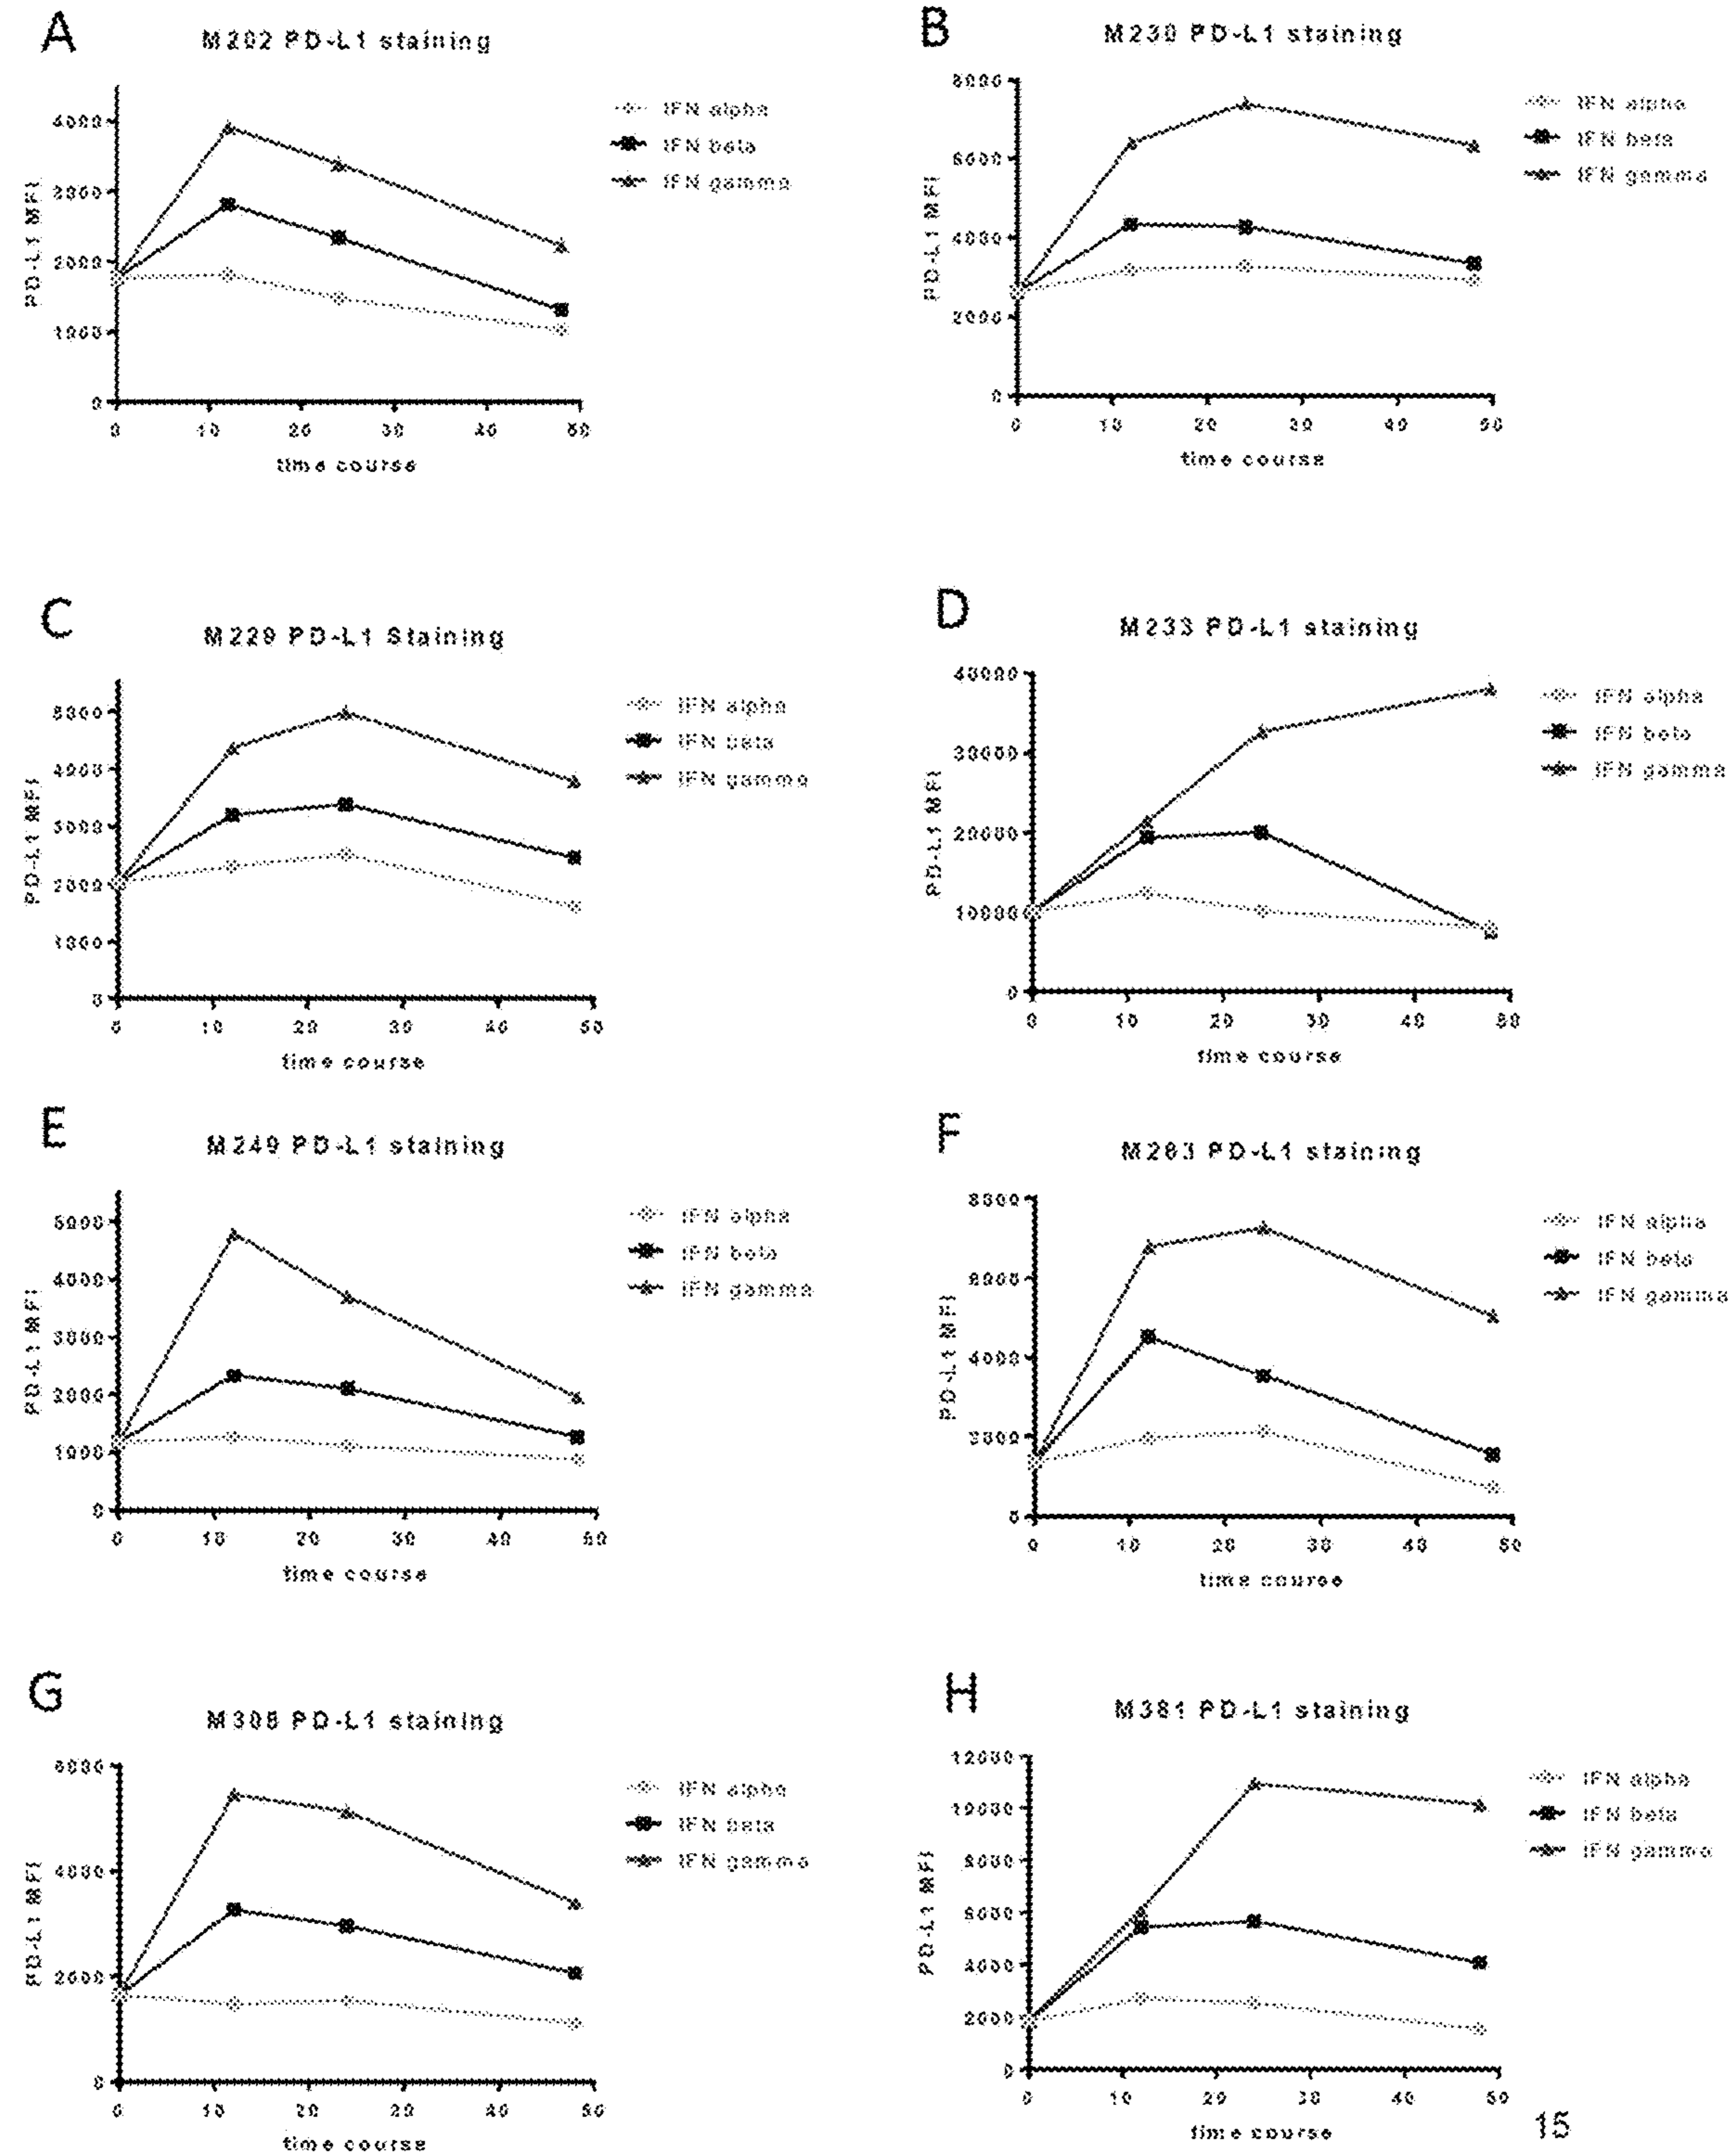 A
M202 PD-L1 staining
IFN alpha
IFN beta
IFN gamma
PD-L1 MFI
4000
3000
2000
1000
0
0 10 20 30 40 50
time course
B
M230 PD-L1 staining
IFN alpha
IFN beta
IFN gamma
PD-L1 MFI
8000
6000
4000
2000
0
0 10 20 30 40 50
time course
C
M229 PD-L1 Staining
IFN alpha
IFN beta
IFN gamma
PD-L1 MFI
5000
4000
3000
2000
1000
0
0 10 20 30 40 50
time course
D
M233 PD-L1 staining
IFN alpha
IFN beta
IFN gamma
PD-L1 MFI
40000
30000
20000
10000
0
0 10 20 30 40 50
time course
E
M249 PD-L1 staining
IFN alpha
IFN beta
IFN gamma
PD-L1 MFI
5000
4000
3000
2000
1000
0
0 10 20 30 40 50
time course
F
M263 PD-L1 staining
IFN alpha
IFN beta
IFN gamma
PD-L1 MFI
8000
6000
4000
2000
0
0 10 20 30 40 50
time course
G
M308 PD-L1 staining
IFN alpha
IFN beta
IFN gamma
PD-L1 MFI
6000
4000
2000
0
0 10 20 30 40 50
time course
H
M381 PD-L1 staining
IFN alpha
IFN beta
IFN gamma
PD-L1 MFI
12000
10000
8000
6000
4000
2000
0
0 10 20 30 40 50
time course
15